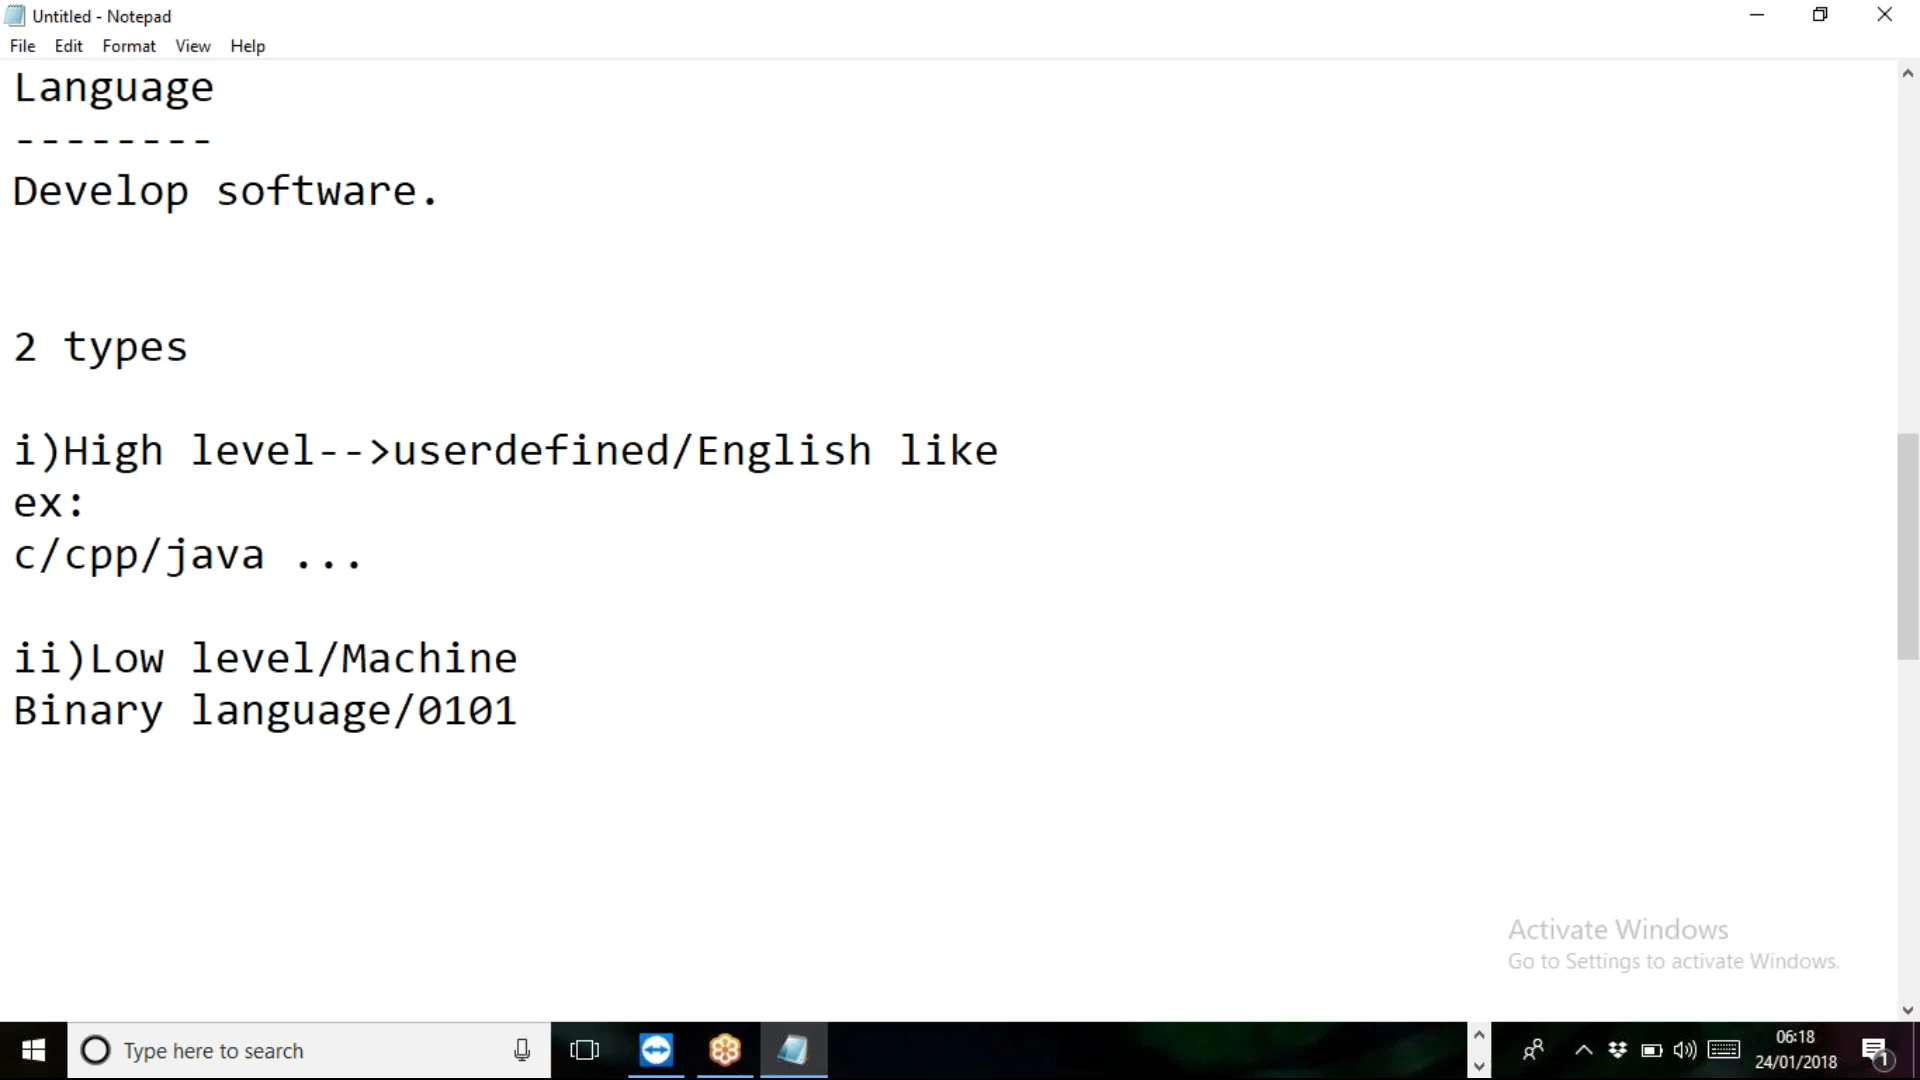 Untitled - Notepad
File Edit Format View Help
Language
--------
Develop software.
2 types
i)High level-->userdefined/English like
ex:
c/cpp/java ...
ii)Low level/Machine
Binary language/0101
Activate Windows
Go to Settings to activate Windows.
Type here to search
06:18
24/01/2018
1